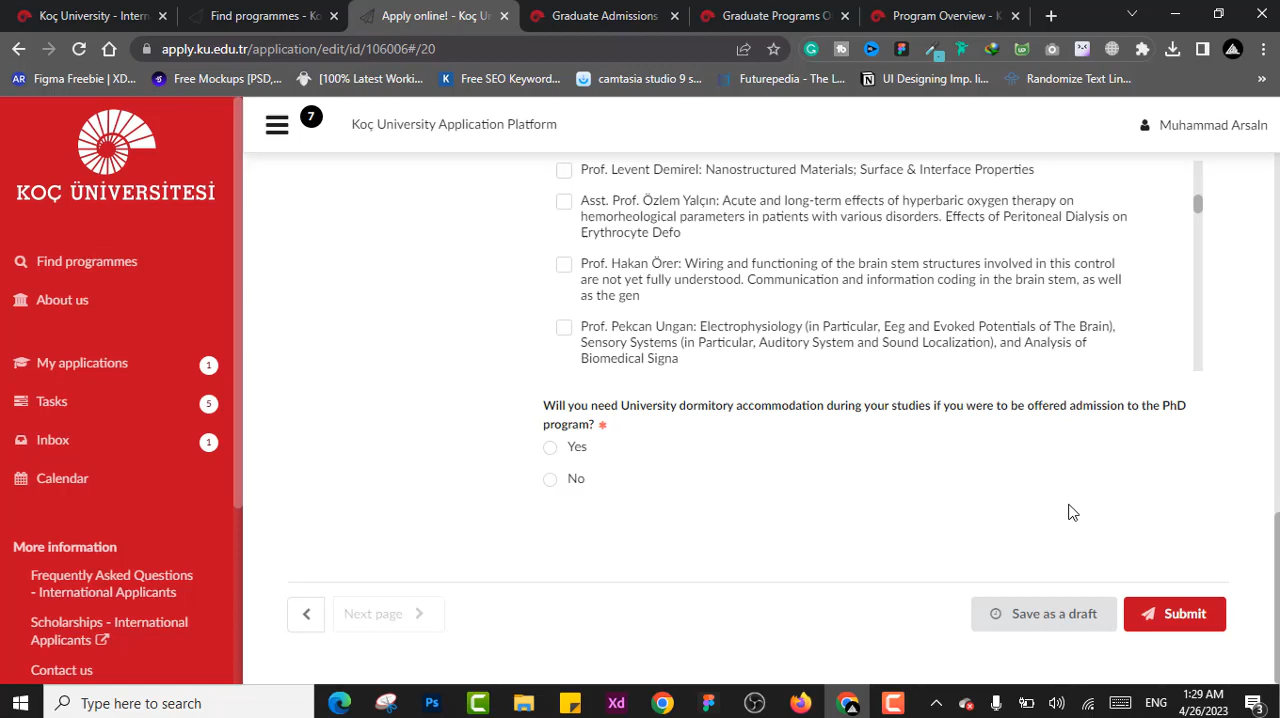 Koç University - Intern
Find programmes - Ko
Apply online! - Koç Un
Graduate Admissions
Graduate Programs O
Program Overview - K
apply.ku.edu.tr/application/edit/id/106006#/20
Figma Freebie | XD...
Free Mockups [PSD,...
[100% Latest Worki...
Free SEO Keyword...
camtasia studio 9 s...
Futurepedia - The L...
UI Designing Imp. li...
Randomize Text Lin...
7
Koç University Application Platform
Muhammad Arsaln
KOÇ ÜNİVERSİTESİ
Find programmes
About us
My applications 1
Tasks 5
Inbox 1
Calendar
More information
Frequently Asked Questions
- International Applicants
Scholarships - International
Applicants
Contact us
Prof. Levent Demirel: Nanostructured Materials; Surface & Interface Properties
Asst. Prof. Özlem Yalçın: Acute and long-term effects of hyperbaric oxygen therapy on
hemorheological parameters in patients with various disorders. Effects of Peritoneal Dialysis on
Erythrocyte Defo
Prof. Hakan Örer: Wiring and functioning of the brain stem structures involved in this control
are not yet fully understood. Communication and information coding in the brain stem, as well
as the gen
Prof. Pekcan Ungan: Electrophysiology (in Particular, Eeg and Evoked Potentials of The Brain),
Sensory Systems (in Particular, Auditory System and Sound Localization), and Analysis of
Biomedical Signa
Will you need University dormitory accommodation during your studies if you were to be offered admission to the PhD
program? *
Yes
No
Next page
Save as a draft
Submit
Type here to search
ENG
1:29 AM
4/26/2023
3